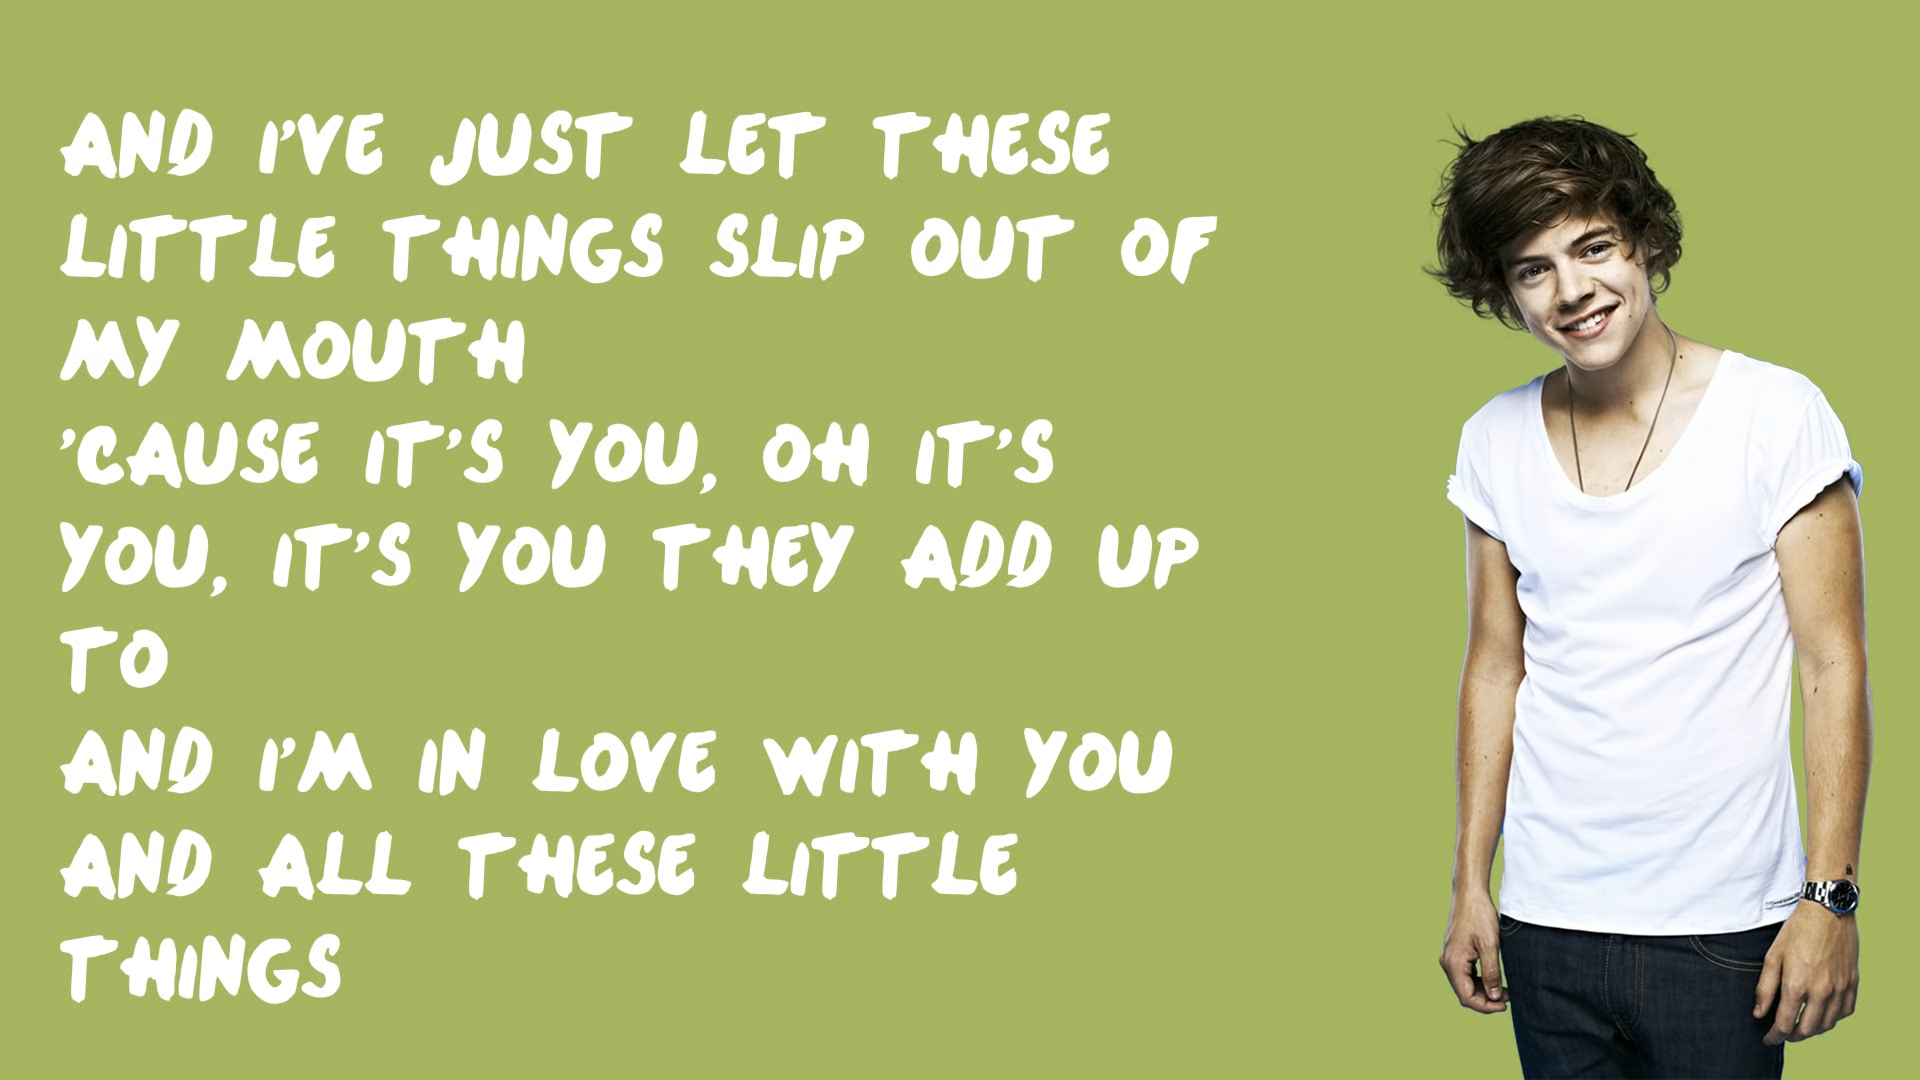 AND I'VE JUST LET THESE
LITTLE THINGS SLIP OUT OF
MY MOUTH
'CAUSE IT'S YOU, OH IT'S
YOU, IT'S YOU THEY ADD UP
TO
AND I'M IN LOVE WITH YOU
AND ALL THESE LITTLE
THINGS